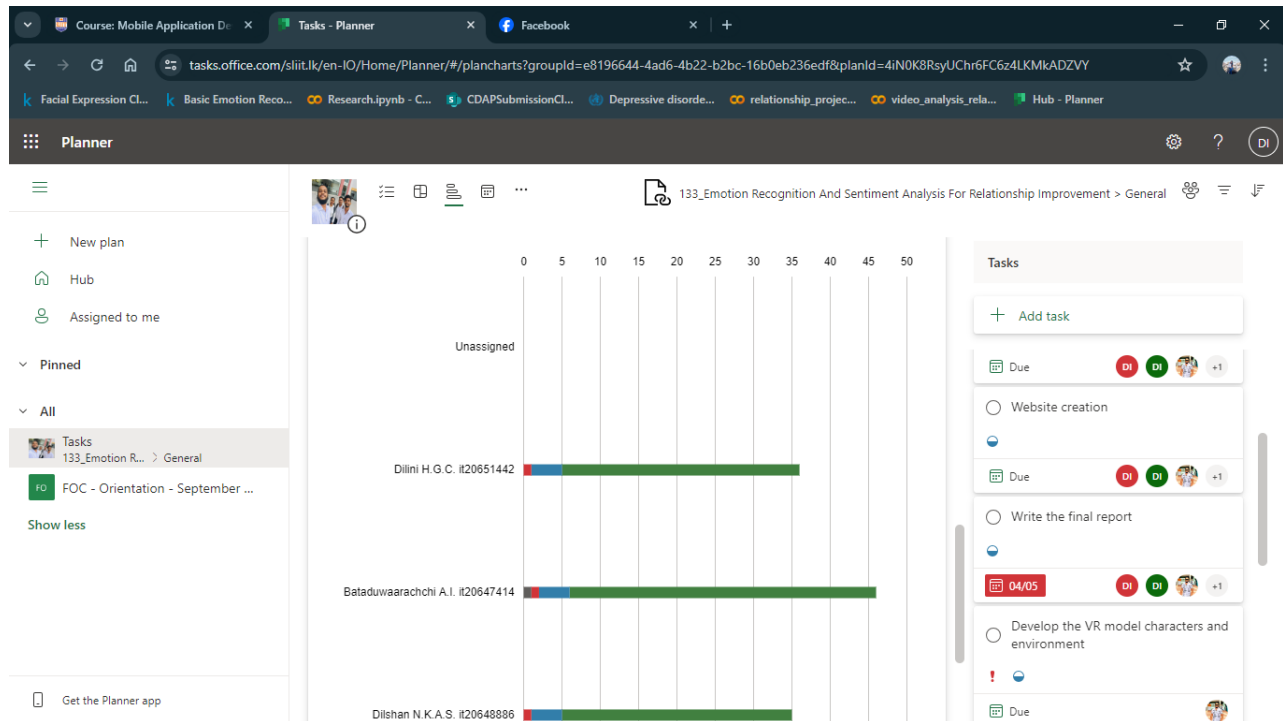 Course: Mobile Application De
Tasks - Planner
Facebook
tasks.office.com/sliit.lk/en-IO/Home/Planner/#/plancharts?groupId=e8196644-4ad6-4b22-b2bc-16b0eb236edf&planId=4iN0K8RsyUChr6FC6z4LKMkADZVY
Facial Expression Cl...
Basic Emotion Reco...
Research.ipynb - C...
CDAPSubmissionCl...
Depressive disorde...
relationship_projec...
video_analysis_rela...
Hub - Planner
Planner
DI
New plan
Hub
Assigned to me
Pinned
All
Tasks
133_Emotion R... > General
FO
FOC - Orientation - September ...
Show less
Get the Planner app
133_Emotion Recognition And Sentiment Analysis For Relationship Improvement > General
0 5 10 15 20 25 30 35 40 45 50
Unassigned
Dilini H.G.C. it20651442
Bataduwaarachchi A.I. it20647414
Dilshan N.K.A.S. it20648886
Tasks
Add task
Due DI DI +1
Website creation
Due DI DI +1
Write the final report
04/05 DI DI +1
Develop the VR model characters and
environment
Due